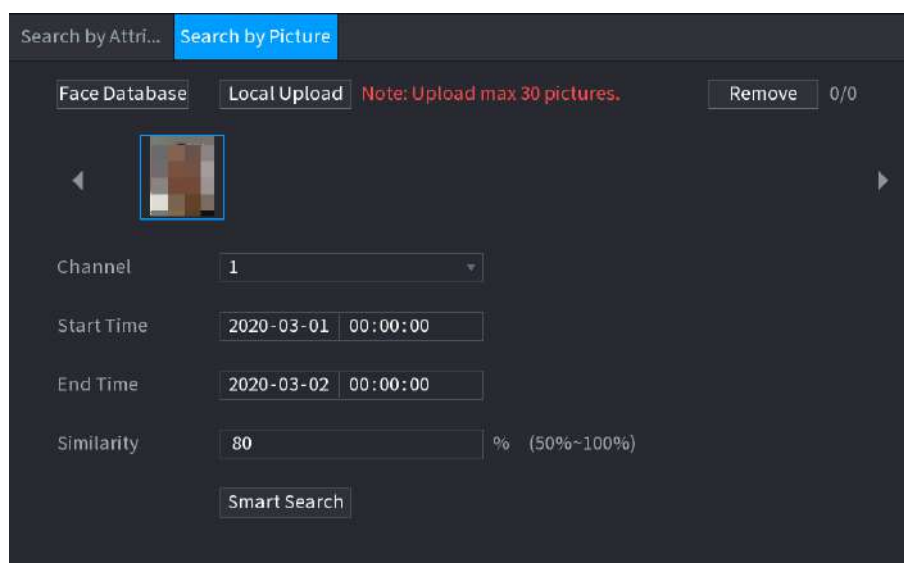 Search by Attri... Search by Picture
Face Database Local Upload Note: Upload max 30 pictures. Remove 0/0
Channel 1
Start Time 2020-03-01 00:00:00
End Time 2020-03-02 00:00:00
Similarity 80 % (50%~100%)
Smart Search